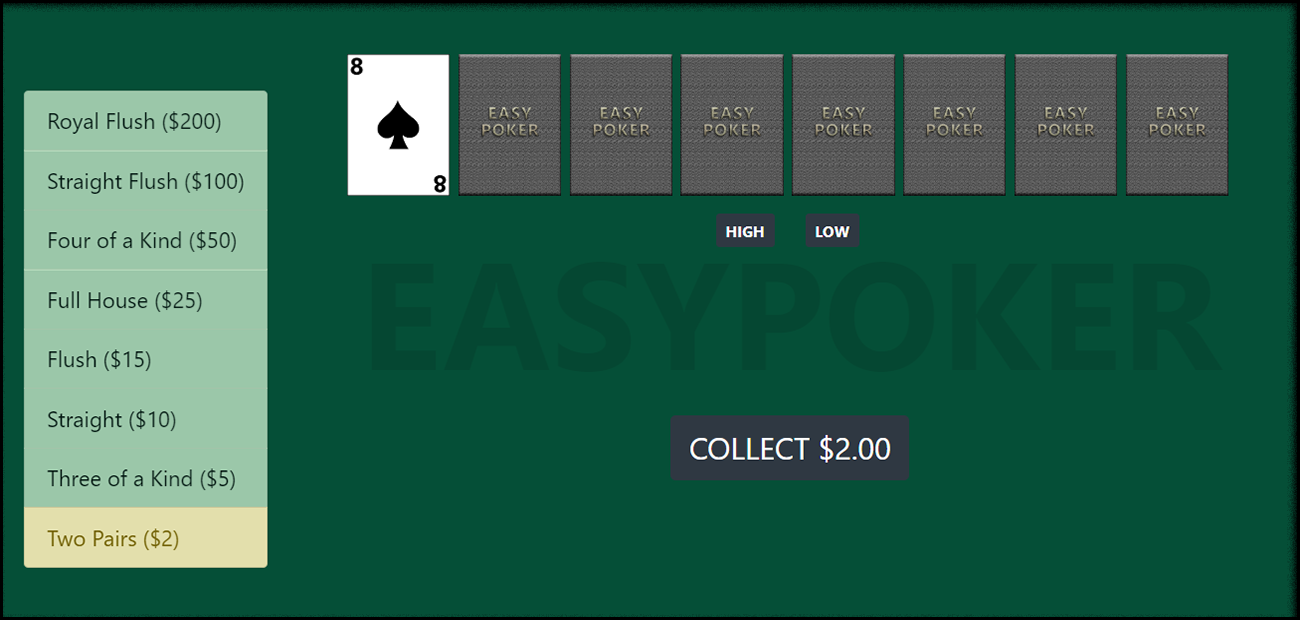 Royal Flush ($200)
Straight Flush ($100)
Four of a Kind ($50)
Full House ($25)
Flush ($15)
Straight ($10)
Three of a Kind ($5)
Two Pairs ($2)
8
8
EASY
POKER
EASY
POKER
EASY
POKER
EASY
POKER
EASY
POKER
EASY
POKER
EASY
POKER
HIGH LOW
EASYPOKER
COLLECT $2.00